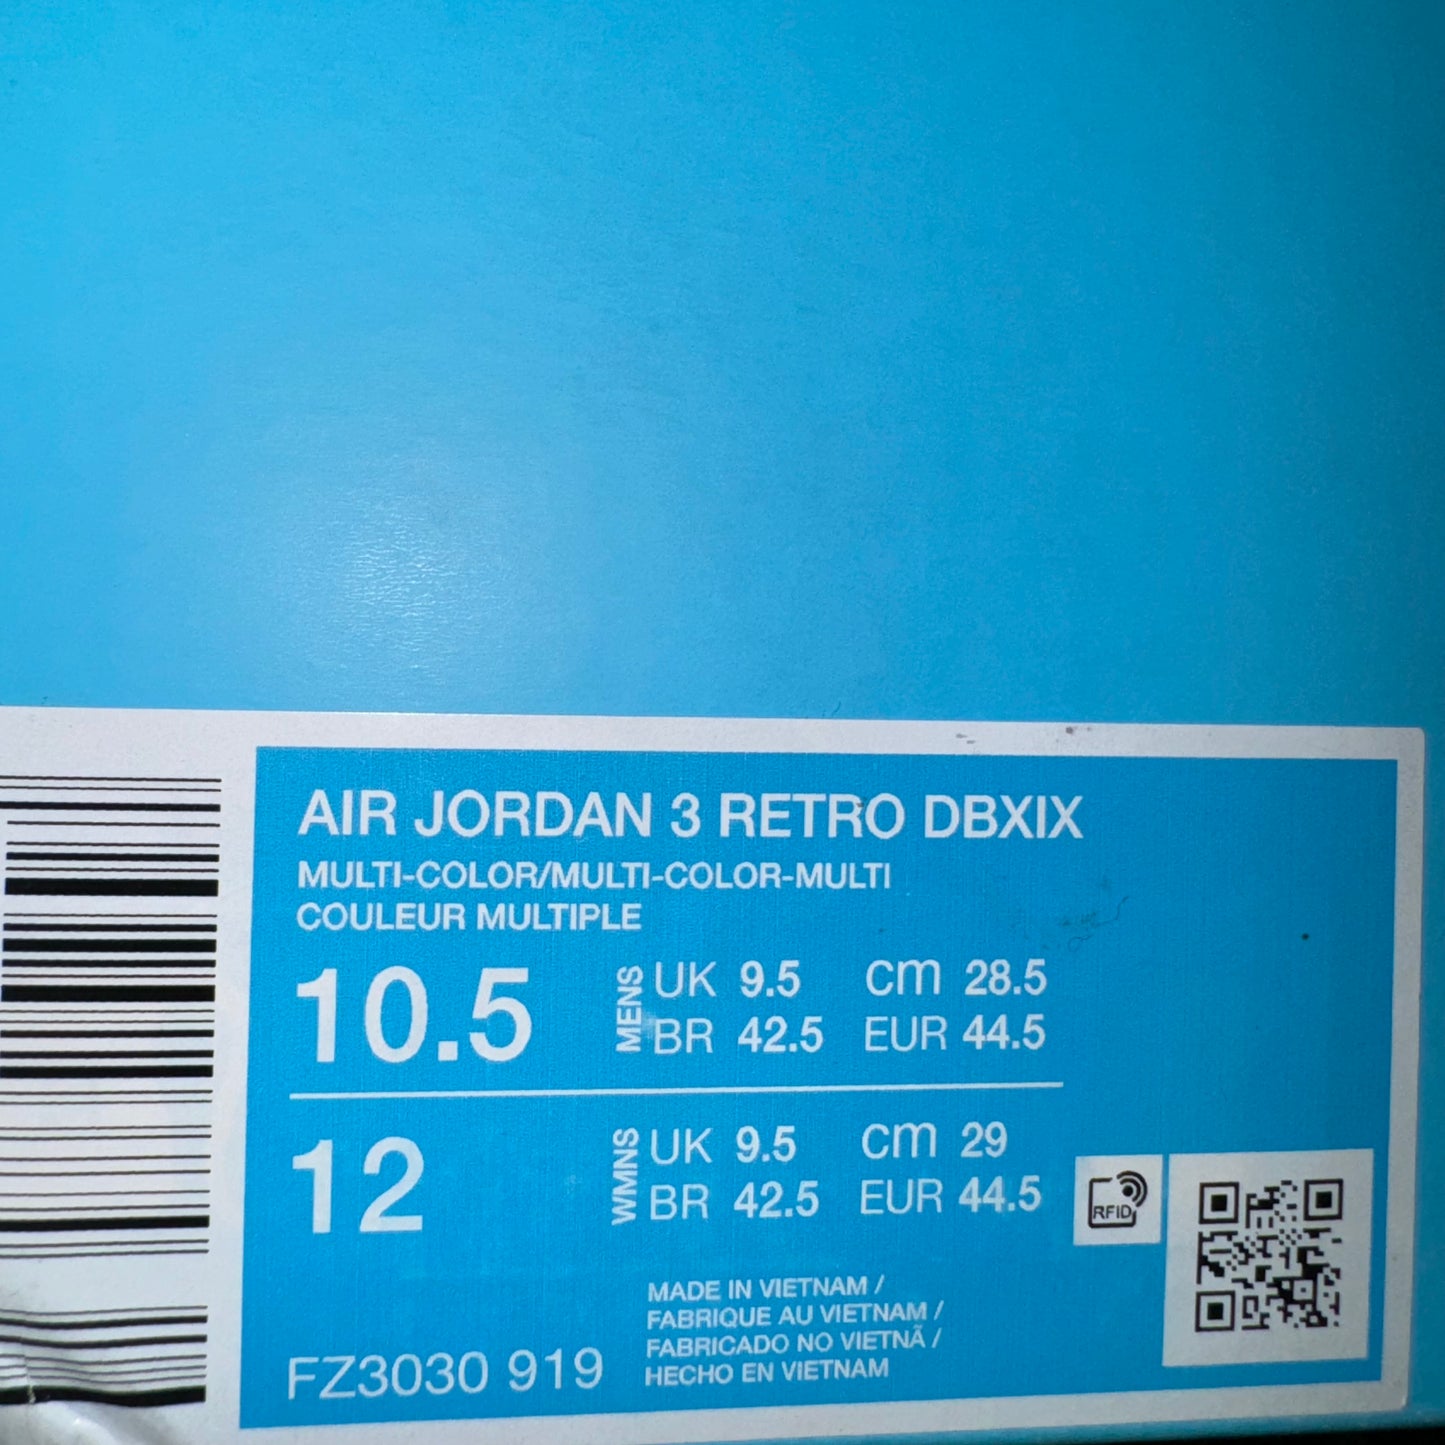 AIR JORDAN 3 RETRO DBXIX
MULTI-COLOR/MULTI-COLOR-MULTI
COULEUR MULTIPLE
10.5 MENS UK 9.5 CM 28.5
BR 42.5 EUR 44.5
12 WMNS UK 9.5 CM 29
BR 42.5 EUR 44.5
RFID
MADE IN VIETNAM /
FABRIQUE AU VIETNAM /
FABRICADO NO VIETNÃ /
HECHO EN VIETNAM
FZ3030 919